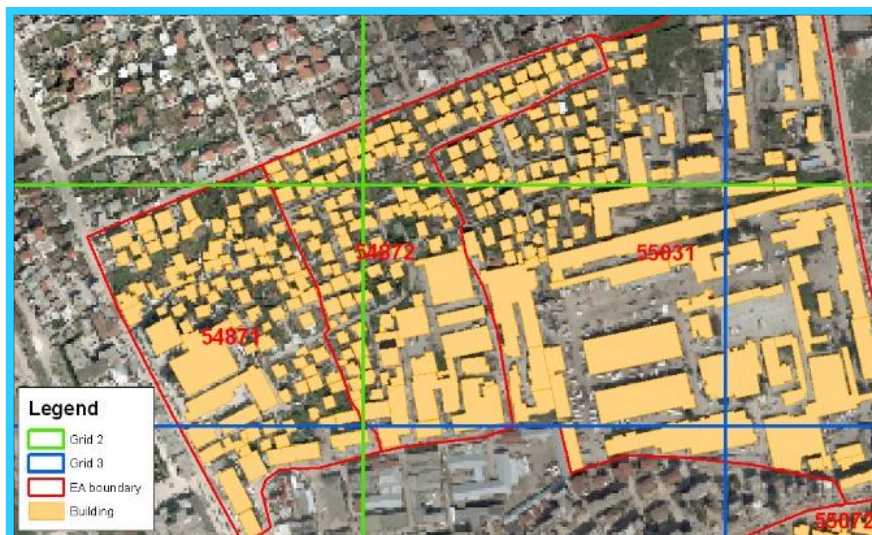 54872
55031
54871
Legend
Grid 2
Grid 3
EA boundary
Building
55072